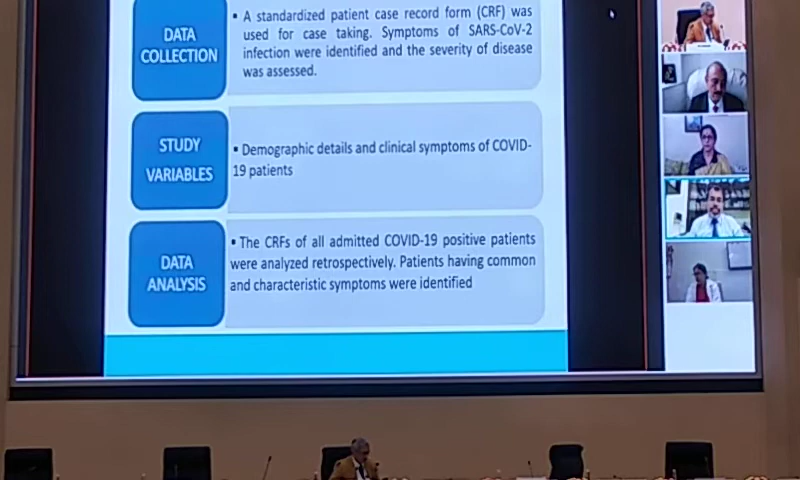 DATA
COLLECTION
▪ A standardized patient case record form (CRF) was
used for case taking. Symptoms of SARS-CoV-2
infection were identified and the severity of disease
was assessed.
STUDY
VARIABLES
▪ Demographic details and clinical symptoms of COVID-
19 patients
DATA
ANALYSIS
▪ The CRFs of all admitted COVID-19 positive patients
were analyzed retrospectively. Patients having common
and characteristic symptoms were identified